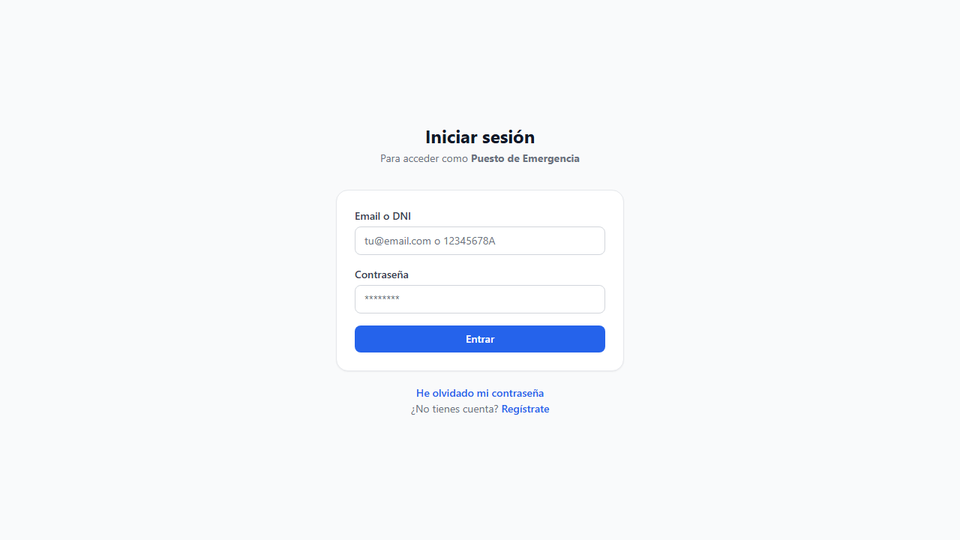 Iniciar sesión
Para acceder como Puesto de Emergencia
Email o DNI
tu@email.com o 12345678A
Contraseña
********
Entrar
He olvidado mi contraseña
¿No tienes cuenta? Regístrate